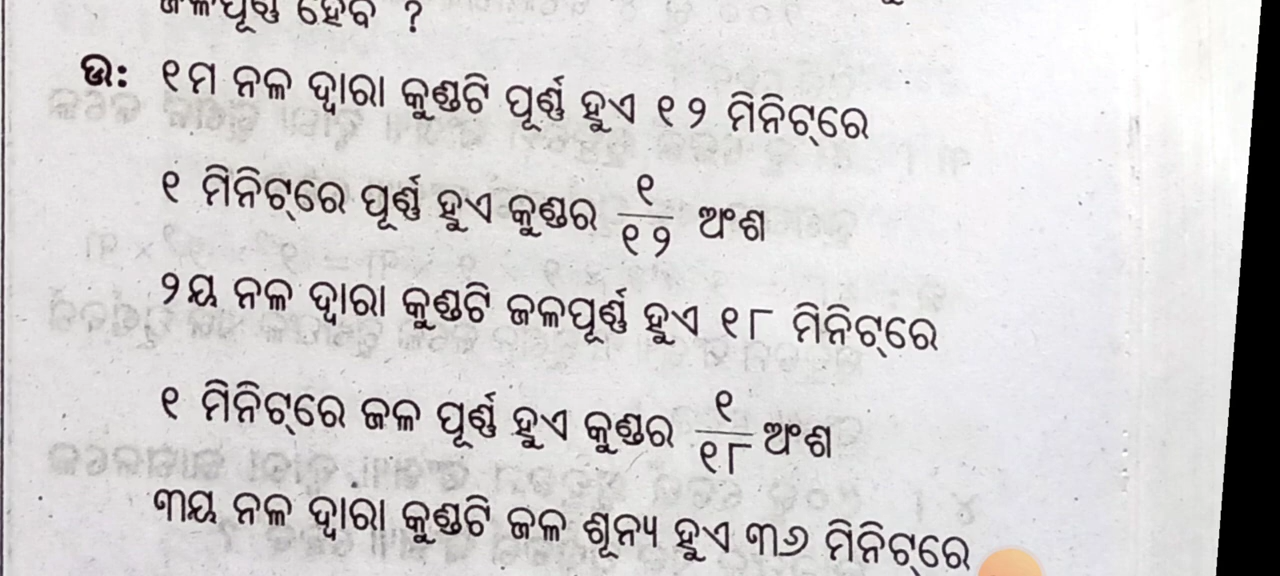 ଜଳପୂର୍ଣ୍ଣ ହେବ ?
ଉ: ୧ମ ନଳ ଦ୍ୱାରା କୁଣ୍ଡଟି ପୂର୍ଣ୍ଣ ହୁଏ ୧୨ ମିନିଟ୍‌ରେ
୧ ମିନିଟ୍‌ରେ ପୂର୍ଣ୍ଣ ହୁଏ କୁଣ୍ଡର ୧/୧୨ ଅଂଶ
୨ୟ ନଳ ଦ୍ୱାରା କୁଣ୍ଡଟି ଜଳପୂର୍ଣ୍ଣ ହୁଏ ୧୮ ମିନିଟ୍‌ରେ
୧ ମିନିଟ୍‌ରେ ଜଳ ପୂର୍ଣ୍ଣ ହୁଏ କୁଣ୍ଡର ୧/୧୮ ଅଂଶ
୩ୟ ନଳ ଦ୍ୱାରା କୁଣ୍ଡଟି ଜଳ ଶୂନ୍ୟ ହୁଏ ୩୬ ମିନିଟ୍‌ରେ